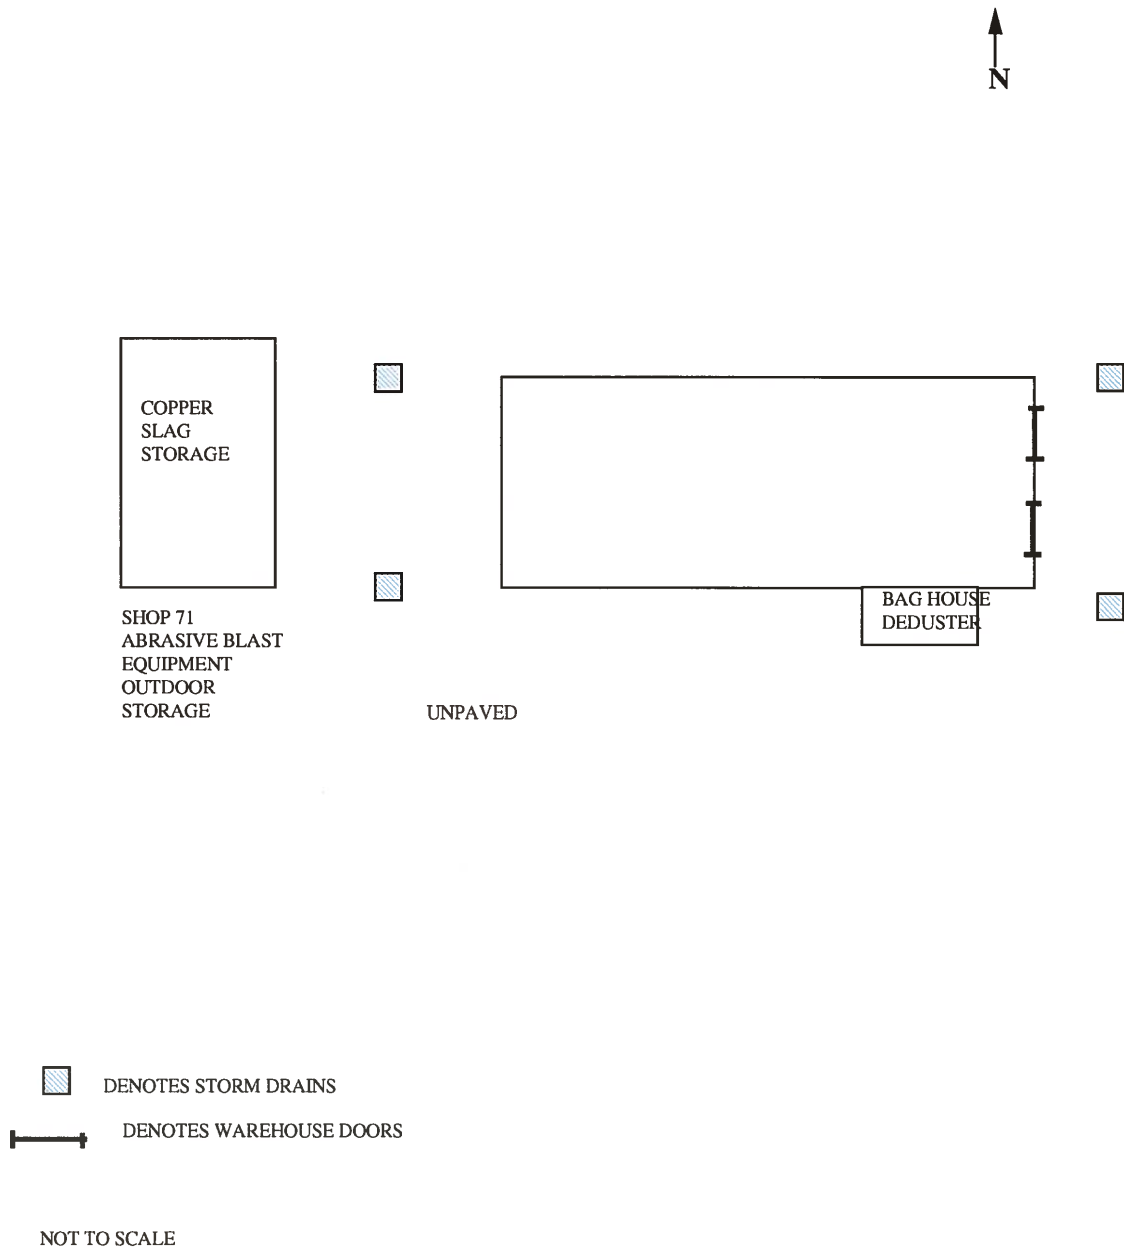 N
COPPER
SLAG
STORAGE
BAG HOUSE
DEDUSTER
SHOP 71
ABRASIVE BLAST
EQUIPMENT
OUTDOOR
STORAGE
UNPAVED
DENOTES STORM DRAINS
DENOTES WAREHOUSE DOORS
NOT TO SCALE